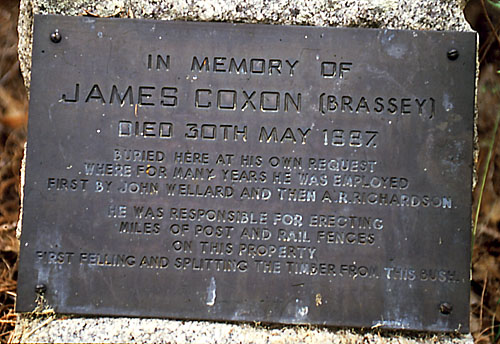 IN MEMORY OF
JAMES COXON (BRASSEY)
DIED 30TH MAY 1887.
BURIED HERE AT HIS OWN REQUEST
WHERE FOR MANY YEARS HE WAS EMPLOYED
FIRST BY JOHN WELLARD AND THEN A.R.RICHARDSON.
HE WAS RESPONSIBLE FOR ERECTING
MILES OF POST AND RAIL FENCES
ON THIS PROPERTY
FIRST FELLING AND SPLITTING THE TIMBER FROM THIS BUSH.